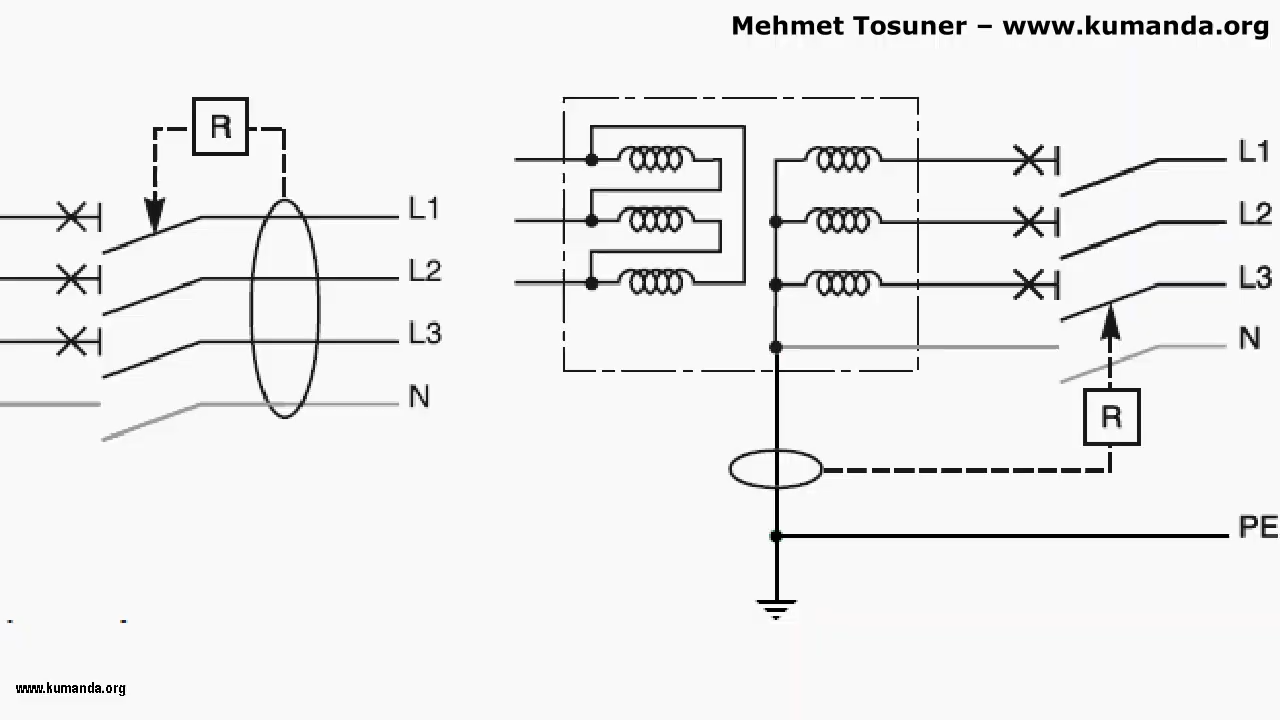 Mehmet Tosuner – www.kumanda.org
R
L1
L2
L3
N
L1
L2
L3
N
R
PE
www.kumanda.org